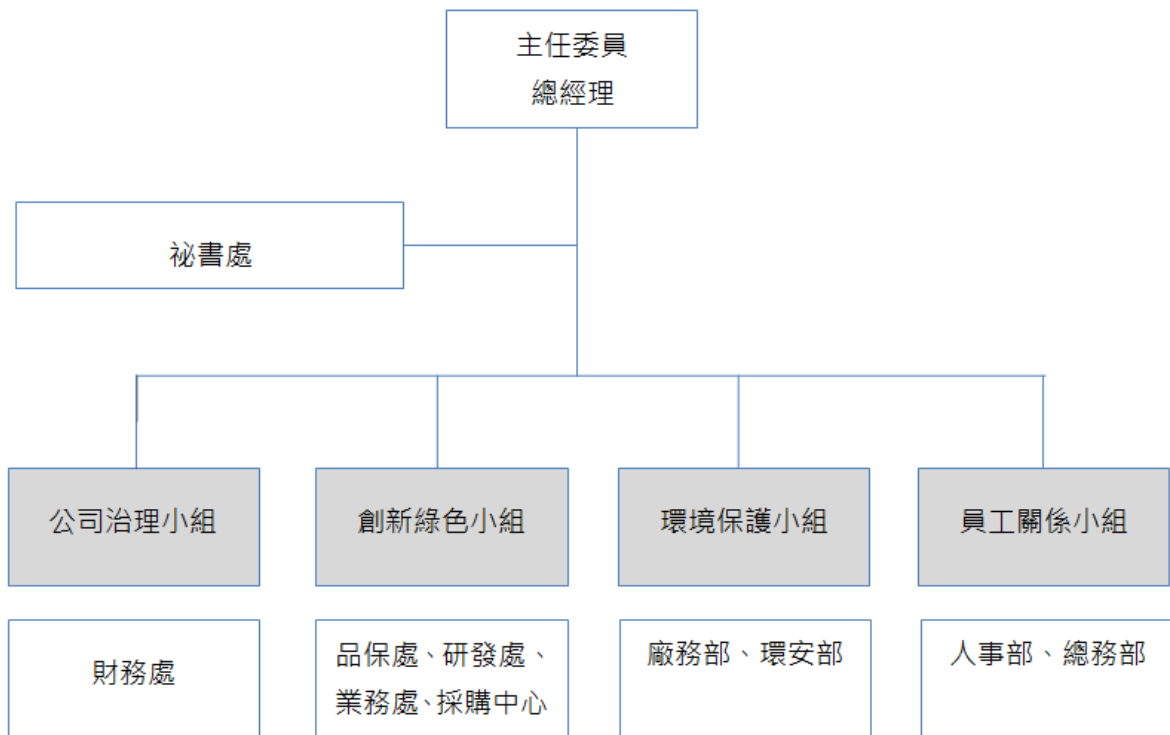 主任委員
總經理
祕書處
公司治理小組
創新綠色小組
環境保護小組
員工關係小組
財務處
品保處、研發處、
業務處、採購中心
廠務部、環安部
人事部、總務部